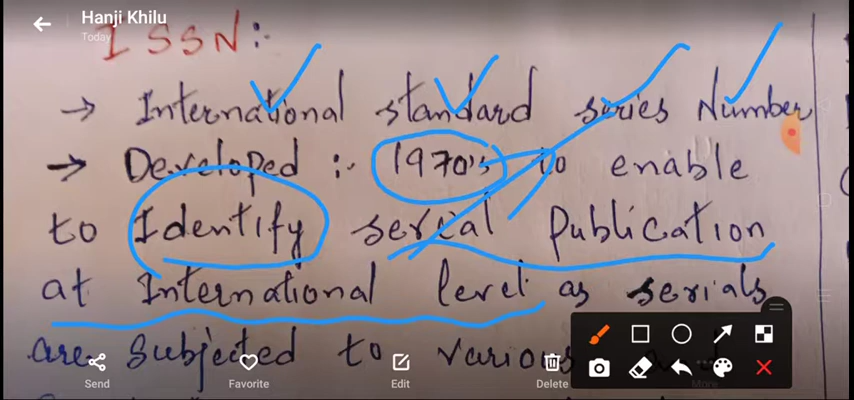 Hanji Khilu
Today
ISSN:-
→ International standard series Number
→ Developed :- 1970's to enable
to Identify serial Publication
at International level as serials
are subjected to various
Send
Favorite
Edit
Delete
More